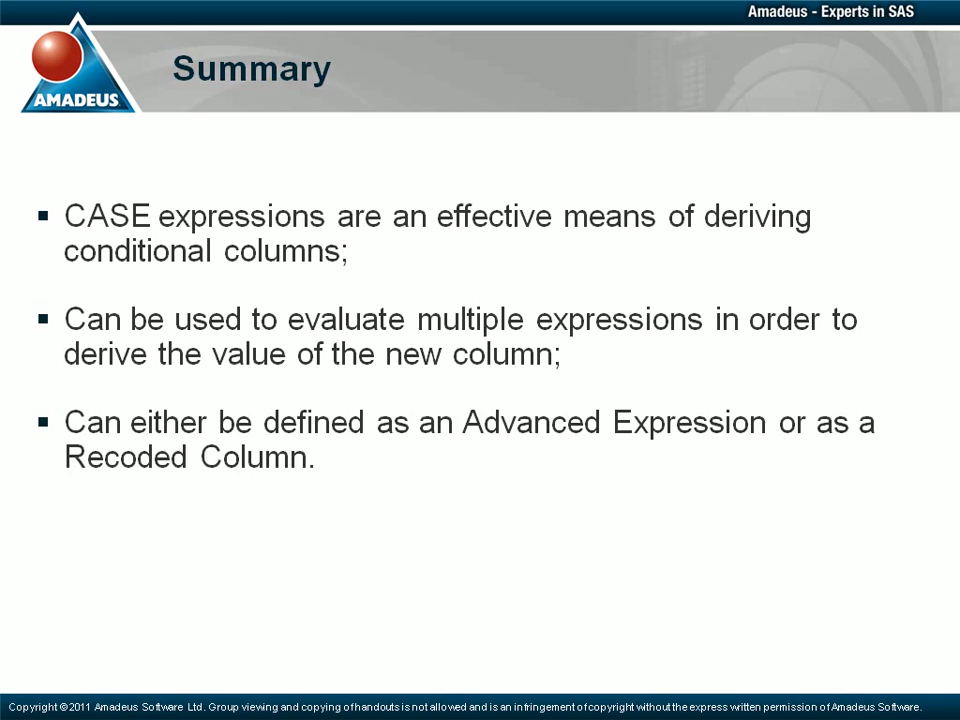 Amadeus - Experts in SAS
AMADEUS
Summary
CASE expressions are an effective means of deriving
conditional columns;
Can be used to evaluate multiple expressions in order to
derive the value of the new column;
Can either be defined as an Advanced Expression or as a
Recoded Column.
Copyright © 2011 Amadeus Software Ltd. Group viewing and copying of handouts is not allowed and is an infringement of copyright without the express written permission of Amadeus Software.